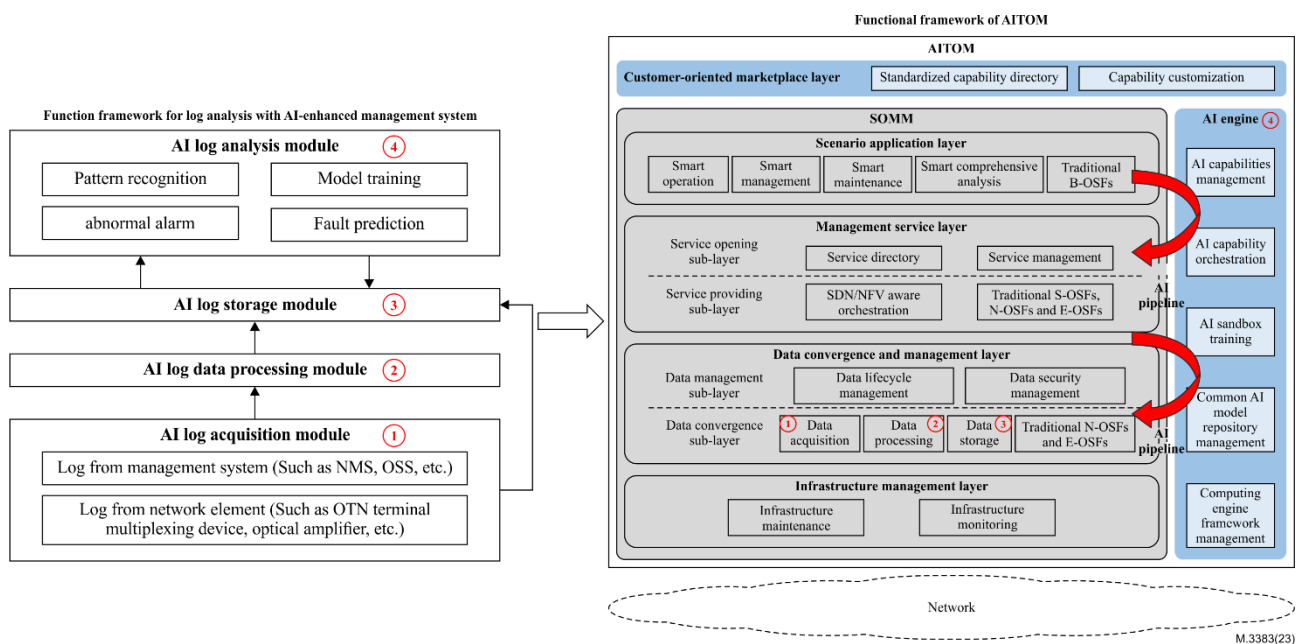 Functional framework of AITOM
Function framework for log analysis with AI-enhanced management system
AI log analysis module 4
Pattern recognition
Model training
abnormal alarm
Fault prediction
AI log storage module 3
AI log data processing module 2
AI log acquisition module 1
Log from management system (Such as NMS, OSS, etc.)
Log from network element (Such as OTN terminal
multiplexing device, optical amplifier, etc.)
AITOM
Customer-oriented marketplace layer
Standardized capability directory
Capability customization
SOMM
Scenario application layer
Smart
operation
Smart
management
Smart
maintenance
Smart comprehensive
analysis
Traditional
B-OSFs
Management service layer
Service opening
sub-layer
Service directory
Service management
Service providing
sub-layer
SDN/NFV aware
orchestration
Traditional S-OSFs,
N-OSFs and E-OSFs
AI
pipeline
Data convergence and management layer
Data management
sub-layer
Data lifecycle
management
Data security
management
Data convergence
sub-layer
1 Data
acquisition
Data 2
processing
Data 3
storage
Traditional N-OSFs
and E-OSFs
AI
pipeline
Infrastructure management layer
Infrastructure
maintenance
Infrastructure
monitoring
AI engine 4
AI capabilities
management
AI capability
orchestration
AI sandbox
training
Common AI
model
repository
management
Computing
engine
framework
management
Network
M.3383(23)